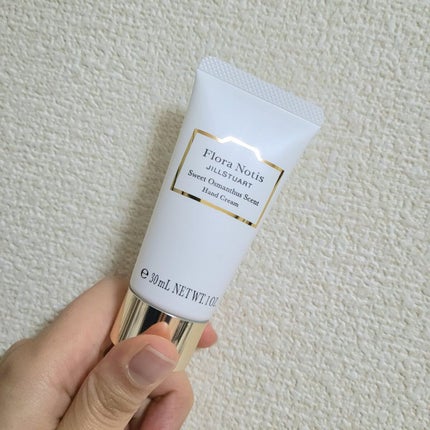 Flora Notis
JILLSTUART
Sweet Osmanthus Scent
Hand Cream
℮ 30mL NET WT. 1 OZ.